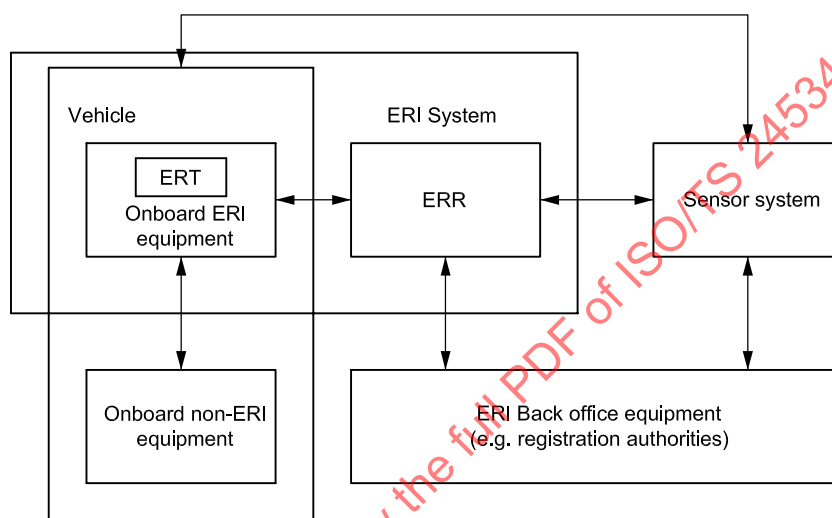 Vehicle
ERI System
ERT
Onboard ERI
equipment
ERR
Sensor system
Onboard non-ERI
equipment
ERI Back office equipment
(e.g. registration authorities)
the full PDF of ISO/TS 24534